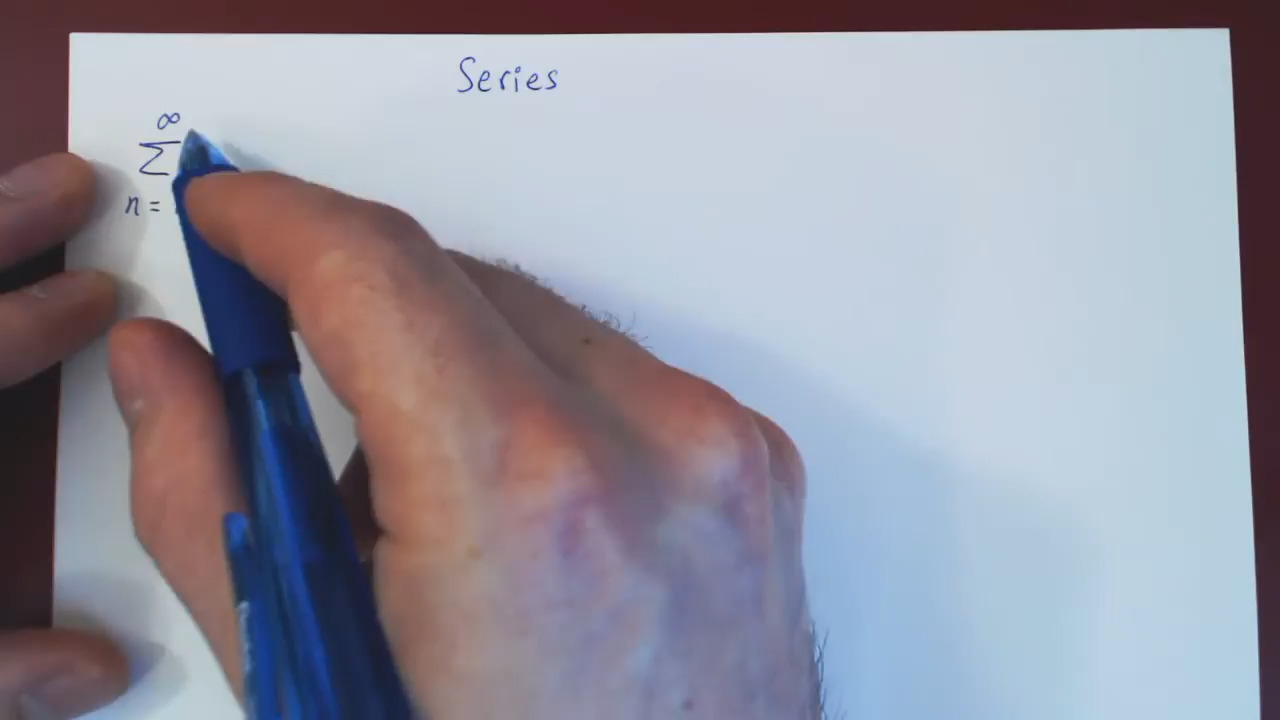 Series
∞
Σ
n =